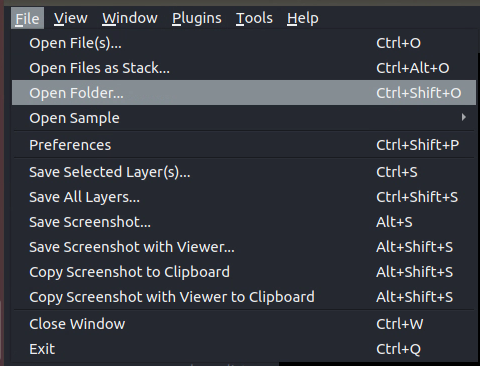 File View Window Plugins Tools Help
Open File(s)... Ctrl+O
Open Files as Stack... Ctrl+Alt+O
Open Folder... Ctrl+Shift+O
Open Sample
Preferences Ctrl+Shift+P
Save Selected Layer(s)... Ctrl+S
Save All Layers... Ctrl+Shift+S
Save Screenshot... Alt+S
Save Screenshot with Viewer... Alt+Shift+S
Copy Screenshot to Clipboard Alt+Shift+S
Copy Screenshot with Viewer to Clipboard Alt+Shift+S
Close Window Ctrl+W
Exit Ctrl+Q